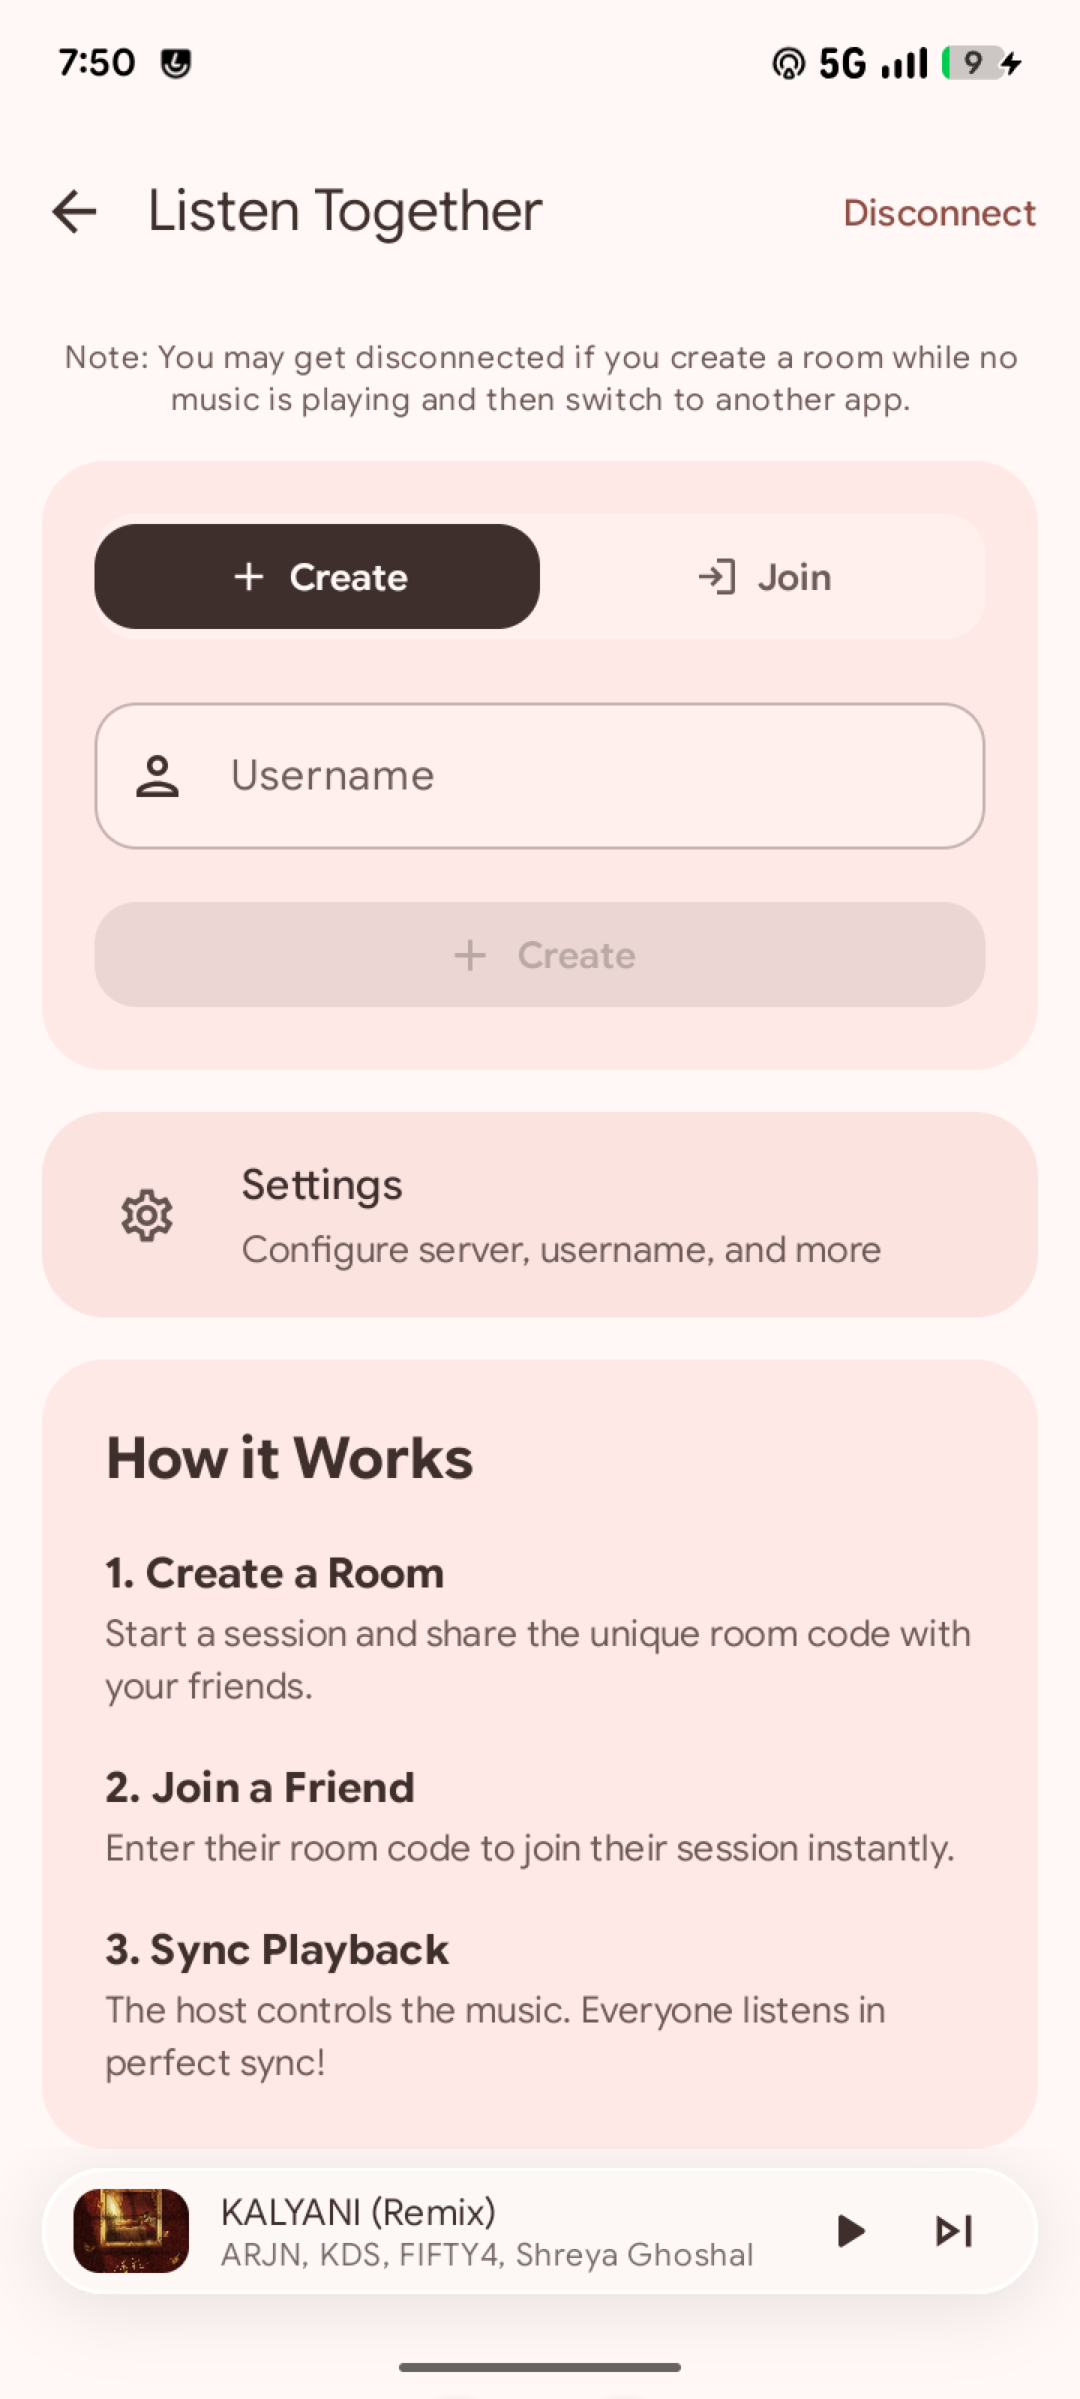 7:50
5G
9
Listen Together
Disconnect
Note: You may get disconnected if you create a room while no
music is playing and then switch to another app.
Create
Join
Username
Create
Settings
Configure server, username, and more
How it Works
1. Create a Room
Start a session and share the unique room code with
your friends.
2. Join a Friend
Enter their room code to join their session instantly.
3. Sync Playback
The host controls the music. Everyone listens in
perfect sync!
KALYANI (Remix)
ARJN, KDS, FIFTY4, Shreya Ghoshal